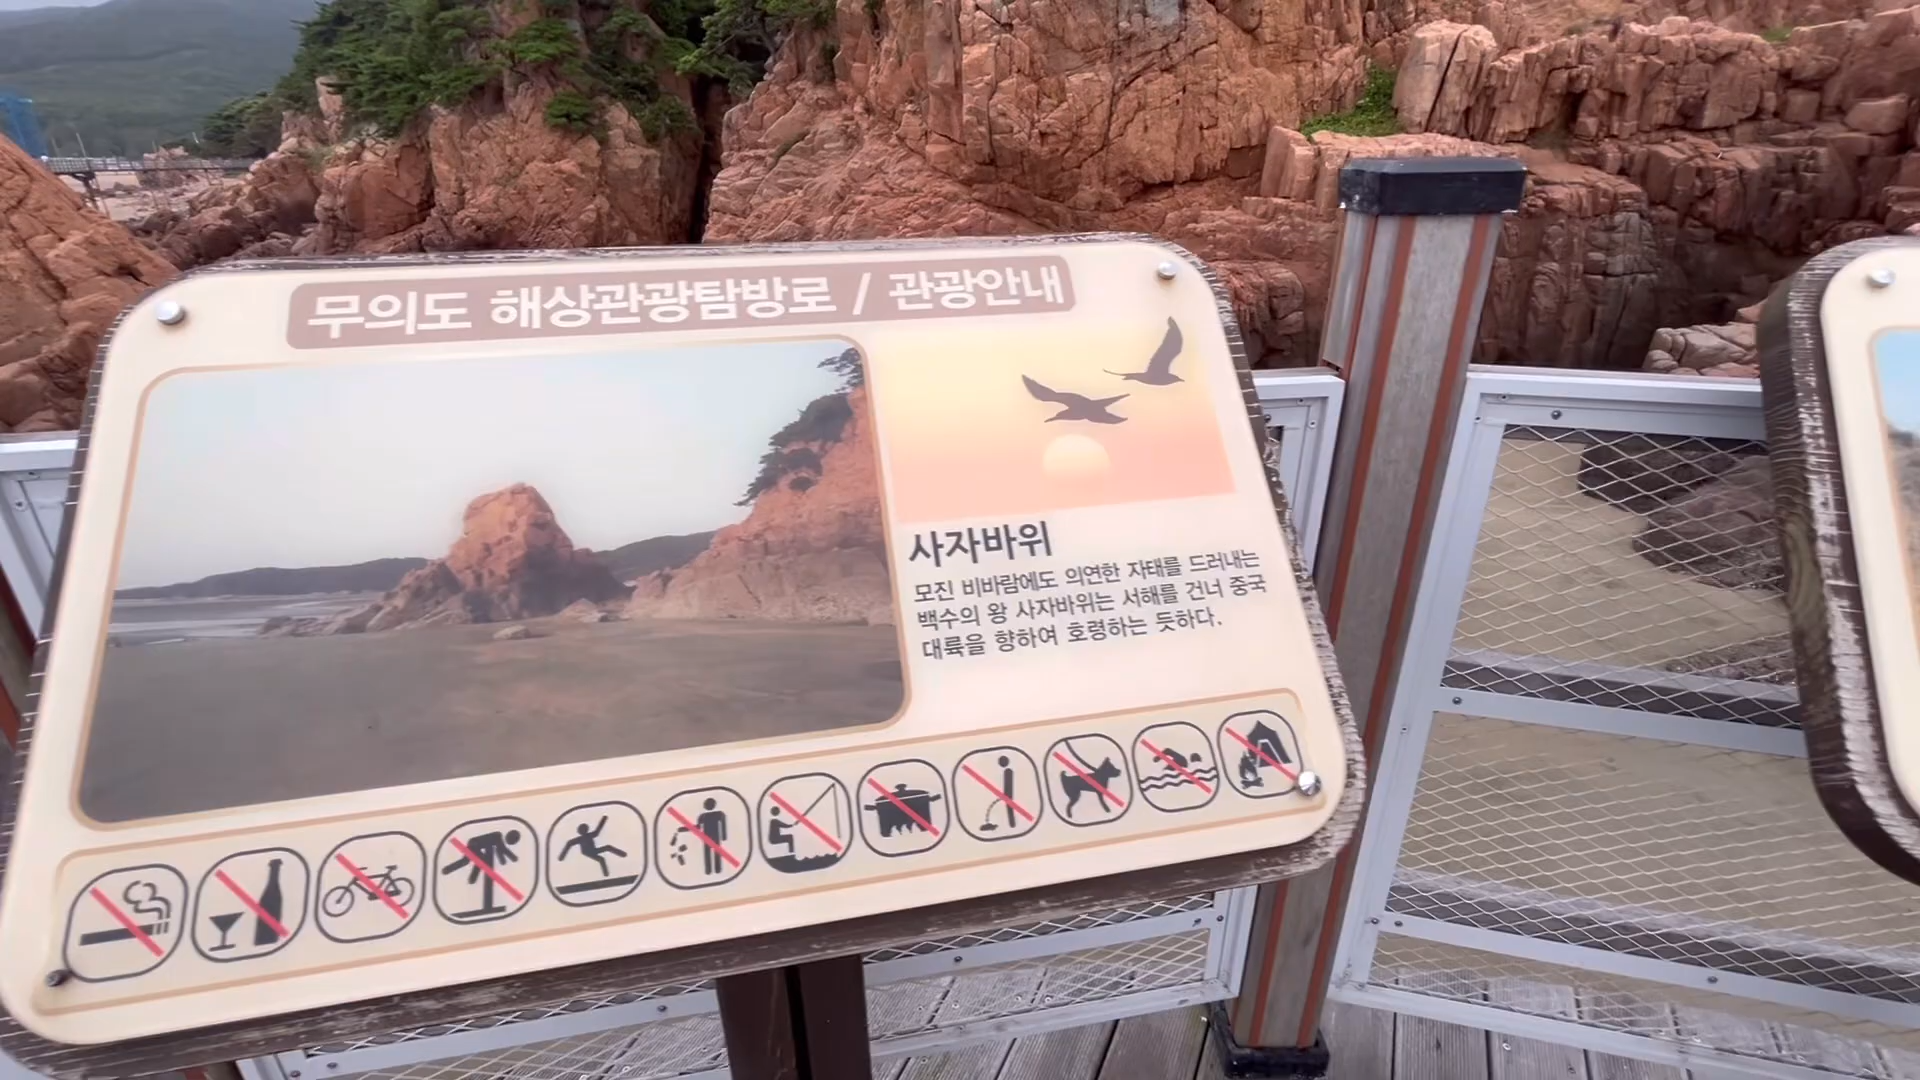 무의도 해상관광탐방로 / 관광안내
사자바위
모진 비바람에도 의연한 자태를 드러내는
백수의 왕 사자바위는 서해를 건너 중국
대륙을 향하여 호령하는 듯하다.